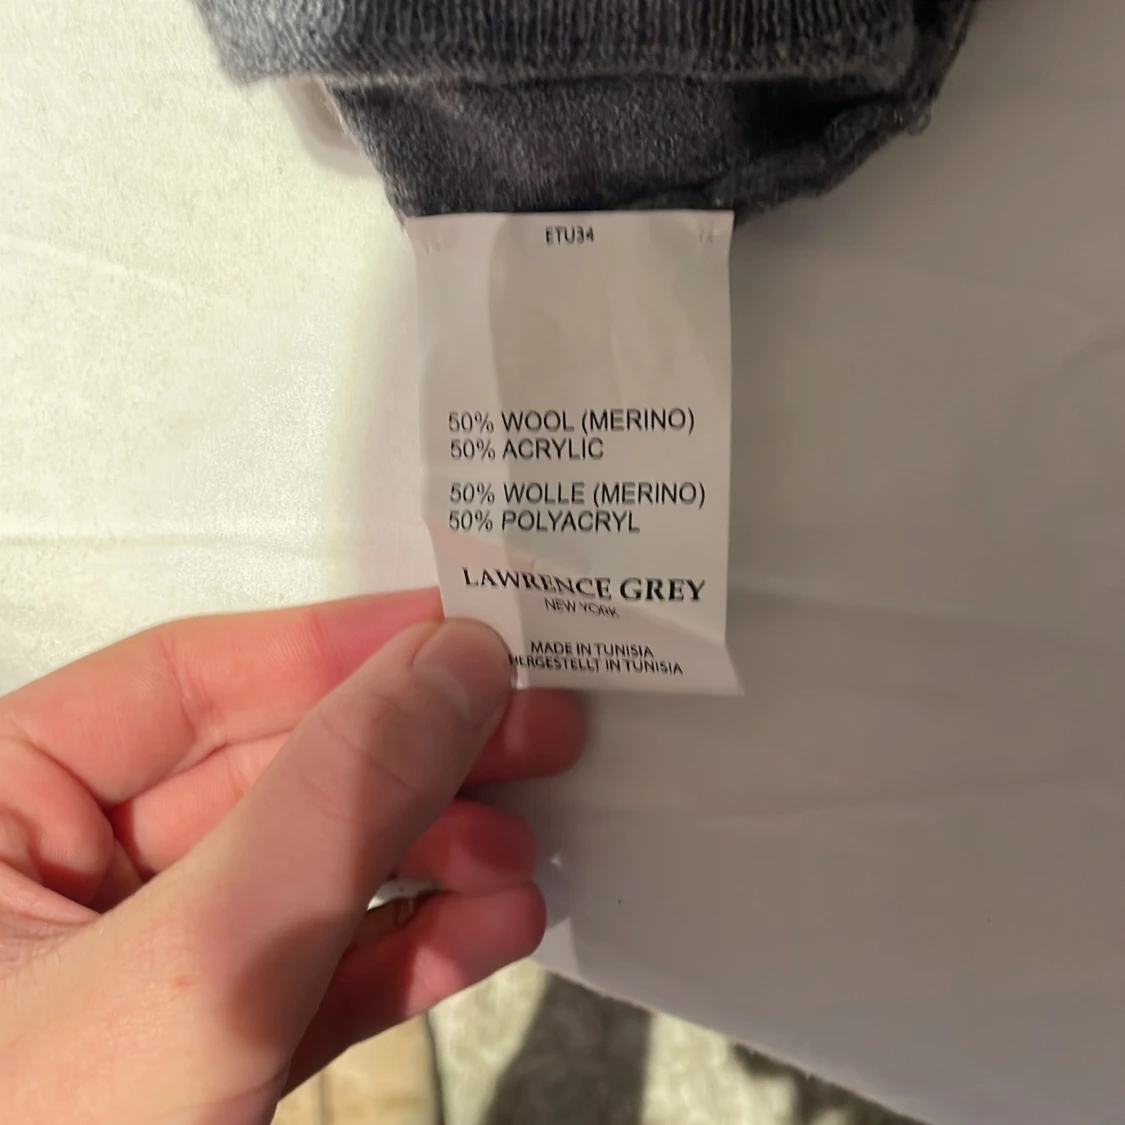 ETU34
50% WOOL (MERINO)
50% ACRYLIC
50% WOLLE (MERINO)
50% POLYACRYL
LAWRENCE GREY
NEW YORK
MADE IN TUNISIA
HERGESTELLT IN TUNISIA